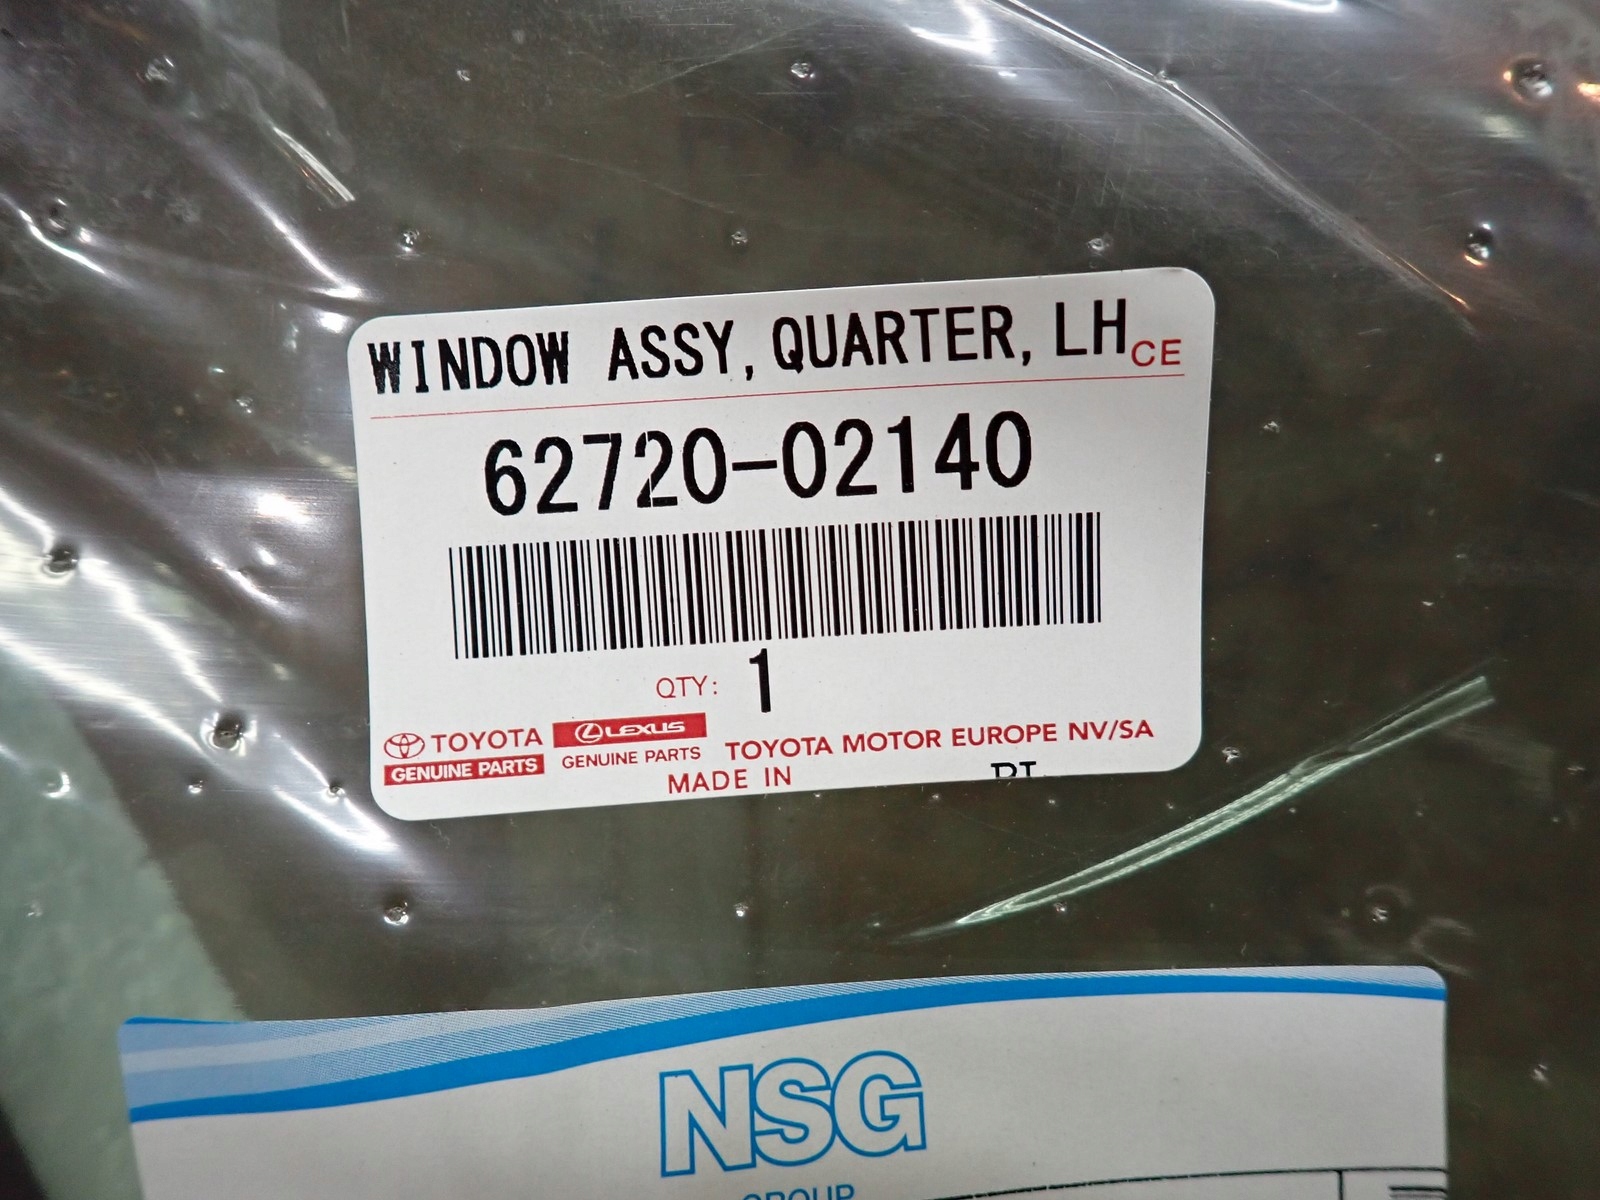 WINDOW ASSY, QUARTER, LH CE
62720-02140
QTY: 1
TOYOTA
GENUINE PARTS
LEXUS
GENUINE PARTS
TOYOTA MOTOR EUROPE NV/SA
MADE IN
NSG
GROUP